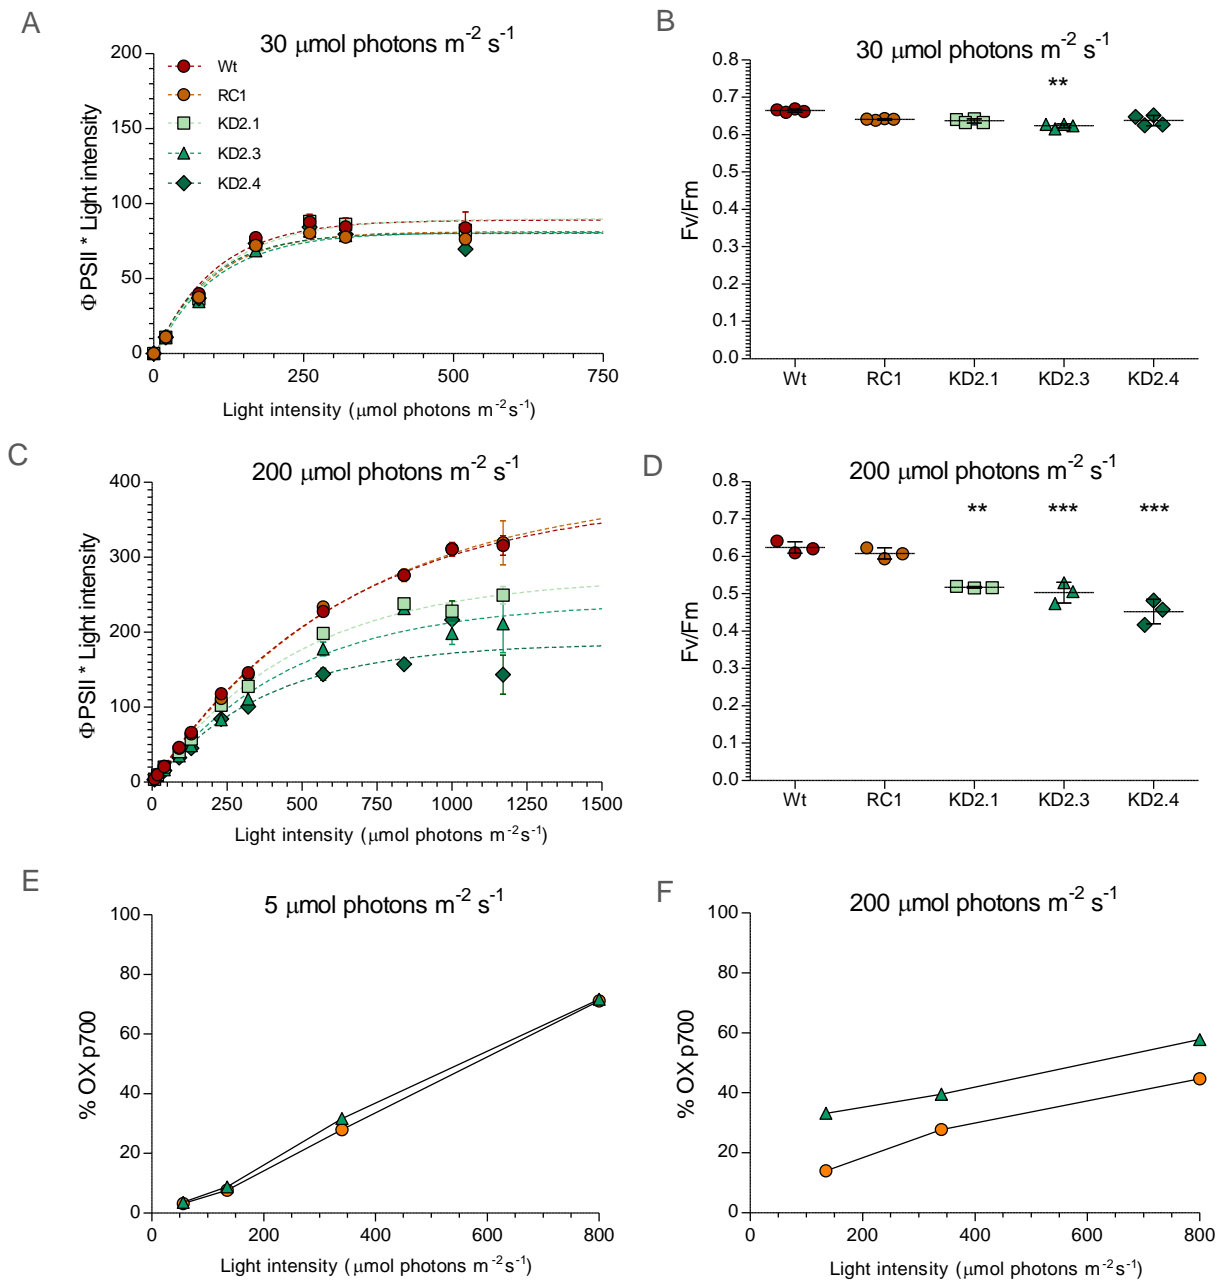 A
30 μmol photons m-2 s-1
200
150
100
50
0
Φ PSII * Light intensity
Wt
RC1
KD2.1
KD2.3
KD2.4
0 250 500 750
Light intensity (μmol photons m-2s-1)
B
30 μmol photons m-2 s-1
0.8
0.7
0.6
0.5
0.4
0.3
0.2
0.1
0.0
Fv/Fm
**
Wt RC1 KD2.1 KD2.3 KD2.4
C
200 μmol photons m-2 s-1
400
300
200
100
0
Φ PSII * Light intensity
0 250 500 750 1000 1250 1500
Light intensity (μmol photons m-2s-1)
D
200 μmol photons m-2 s-1
0.8
0.7
0.6
0.5
0.4
0.3
0.2
0.1
0.0
Fv/Fm
** *** ***
Wt RC1 KD2.1 KD2.3 KD2.4
E
5 μmol photons m-2 s-1
100
80
60
40
20
0
% OX p700
0 200 400 600 800
Light intensity (μmol photons m-2s-1)
F
200 μmol photons m-2 s-1
100
80
60
40
20
0
% OX p700
0 200 400 600 800
Light intensity (μmol photons m-2s-1)